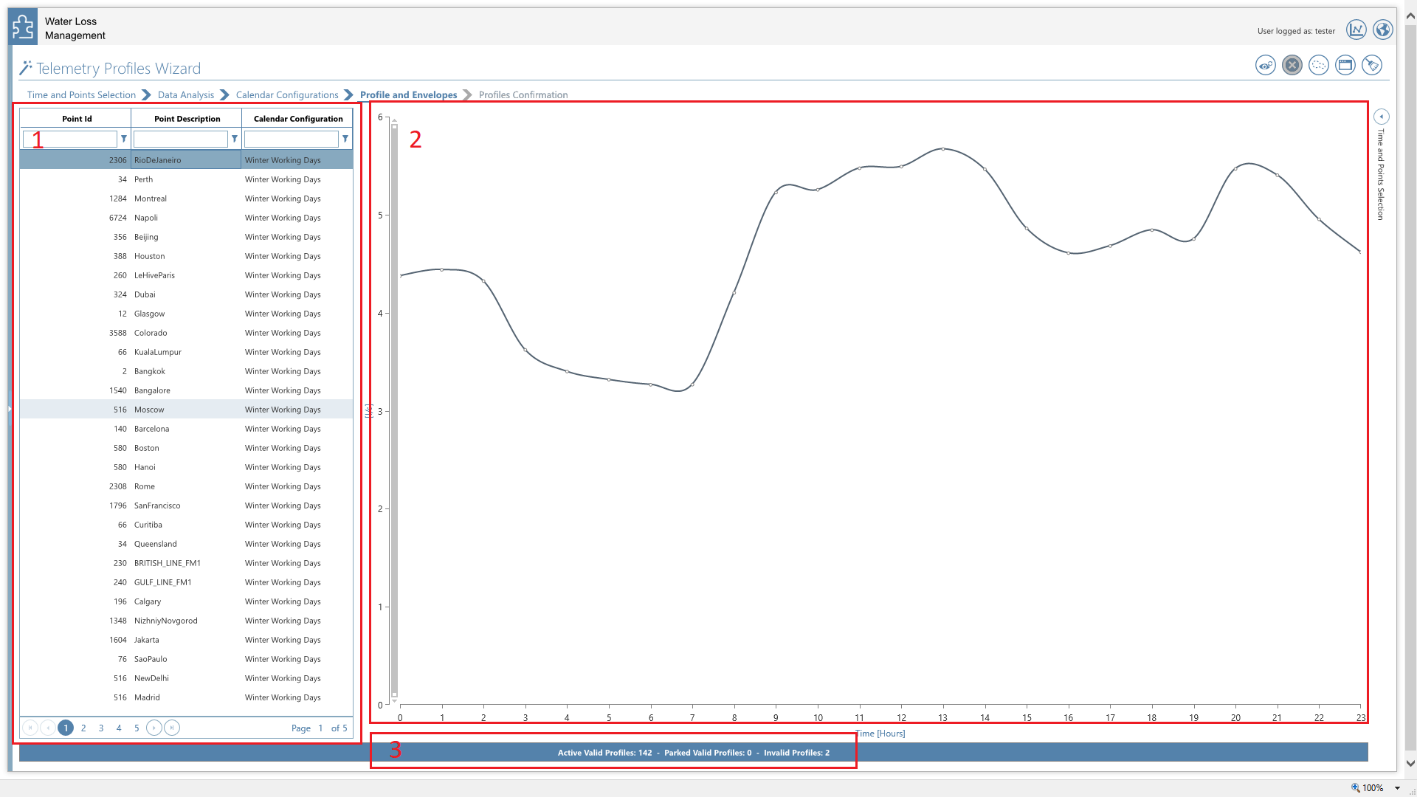 Water Loss
Management
User logged as: tester
Telemetry Profiles Wizard
Time and Points Selection Data Analysis Calendar Configurations Profile and Envelopes Profiles Confirmation
Point Id Point Description Calendar Configuration
1
2306 RioDeJaneiro Winter Working Days
34 Perth Winter Working Days
1284 Montreal Winter Working Days
6724 Napoli Winter Working Days
356 Beijing Winter Working Days
388 Houston Winter Working Days
260 LeHiveParis Winter Working Days
324 Dubai Winter Working Days
12 Glasgow Winter Working Days
3588 Colorado Winter Working Days
66 KualaLumpur Winter Working Days
2 Bangkok Winter Working Days
1540 Bangalore Winter Working Days
516 Moscow Winter Working Days
140 Barcelona Winter Working Days
580 Boston Winter Working Days
580 Hanoi Winter Working Days
2308 Rome Winter Working Days
1796 SanFrancisco Winter Working Days
66 Curitiba Winter Working Days
34 Queensland Winter Working Days
230 BRITISH_LINE_FM1 Winter Working Days
240 GULF_LINE_FM1 Winter Working Days
196 Calgary Winter Working Days
1348 NizhniyNovgorod Winter Working Days
1604 Jakarta Winter Working Days
76 SaoPaulo Winter Working Days
516 NewDelhi Winter Working Days
516 Madrid Winter Working Days
1 2 3 4 5 Page 1 of 5
2
6
5
4
3
2
1
0
0 1 2 3 4 5 6 7 8 9 10 11 12 13 14 15 16 17 18 19 20 21 22 23
Time [Hours]
Time and Points Selection
3
Active Valid Profiles: 142 - Parked Valid Profiles: 0 - Invalid Profiles: 2
100%